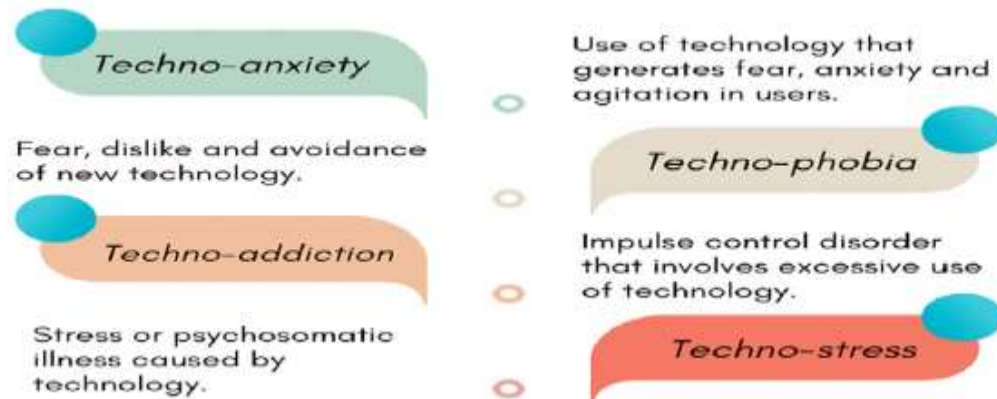 Techno-anxiety
Use of technology that
generates fear, anxiety and
agitation in users.
Fear, dislike and avoidance
of new technology.
Techno-phobia
Techno-addiction
Impulse control disorder
that involves excessive use
of technology.
Stress or psychosomatic
illness caused by
technology.
Techno-stress